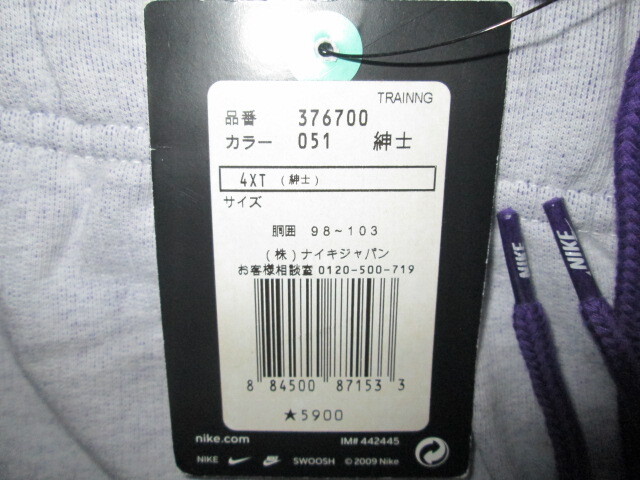 TRAINNG
品番 376700
カラー 051 紳士
4XT (紳士)
サイズ
胴囲 98~103
(株)ナイキジャパン
お客様相談室 0120-500-719
8 84500 87153 3
★5900
nike.com IM# 442445
NIKE SWOOSH © 2009 Nike
NIKE
NIKE